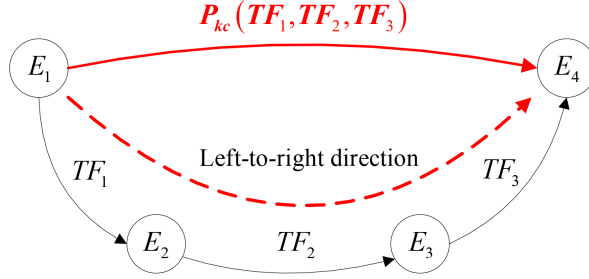 P_kc (TF_1, TF_2, TF_3)
E_1
E_4
Left-to-right direction
TF_1
TF_3
E_2
TF_2
E_3